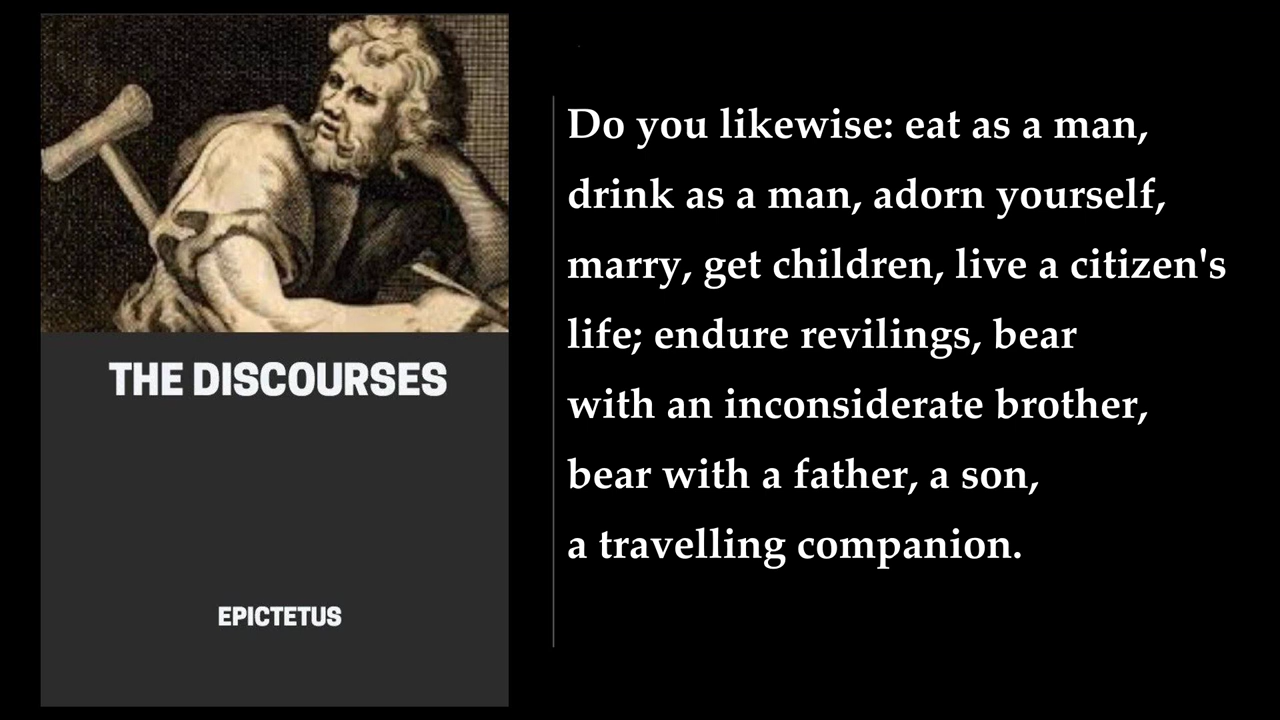 THE DISCOURSES
EPICTETUS
Do you likewise: eat as a man,
drink as a man, adorn yourself,
marry, get children, live a citizen's
life; endure revilings, bear
with an inconsiderate brother,
bear with a father, a son,
a travelling companion.